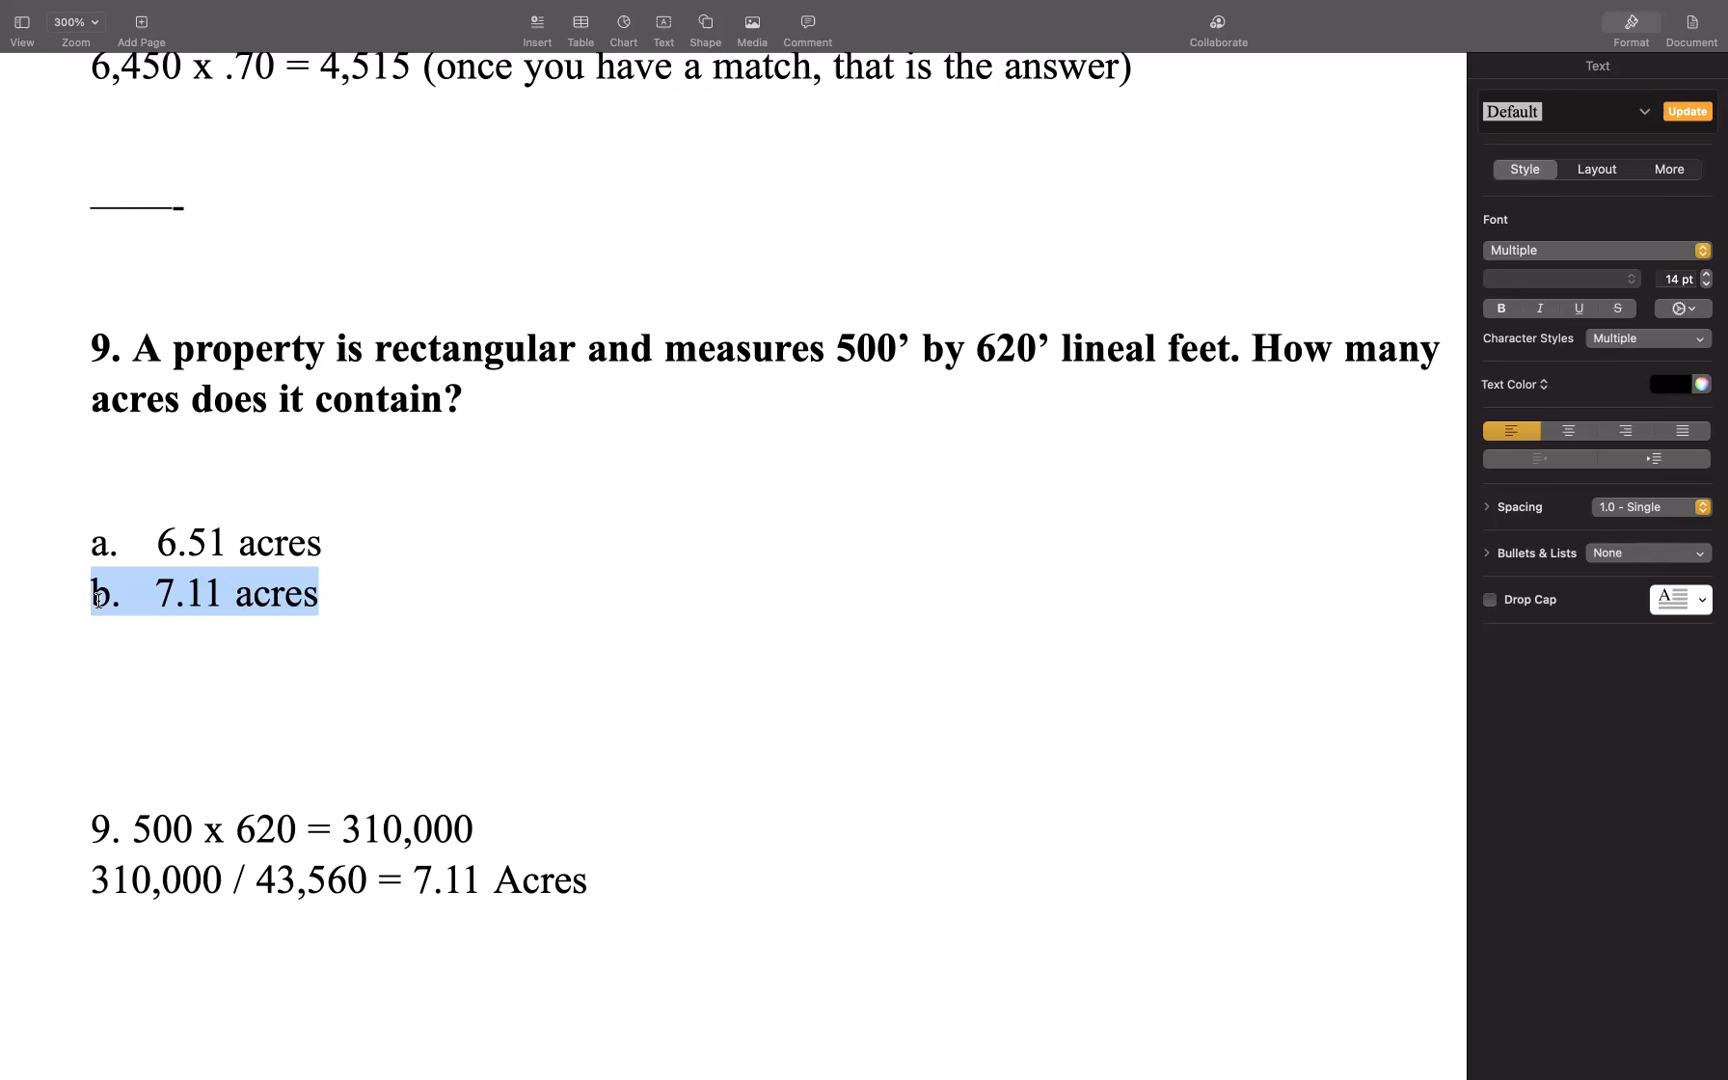 300%
View
Zoom
Add Page
Insert
Table
Chart
Text
Shape
Media
Comment
Collaborate
Format
Document
6,450 x .70 = 4,515 (once you have a match, that is the answer)
———-
9. A property is rectangular and measures 500’ by 620’ lineal feet. How many
acres does it contain?
a. 6.51 acres
b. 7.11 acres
9. 500 x 620 = 310,000
310,000 / 43,560 = 7.11 Acres
Text
Default
Update
Style
Layout
More
Font
Multiple
14 pt
B I U S
Character Styles
Multiple
Text Color
Spacing
1.0 - Single
Bullets & Lists
None
Drop Cap
A